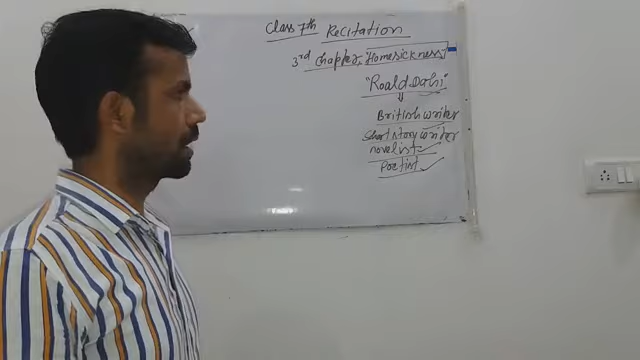 Class 7th Recitation
3rd Chapter. "Homesickness"
"Roald Dahl"
British writer
Short story writer
novelist
Poetist